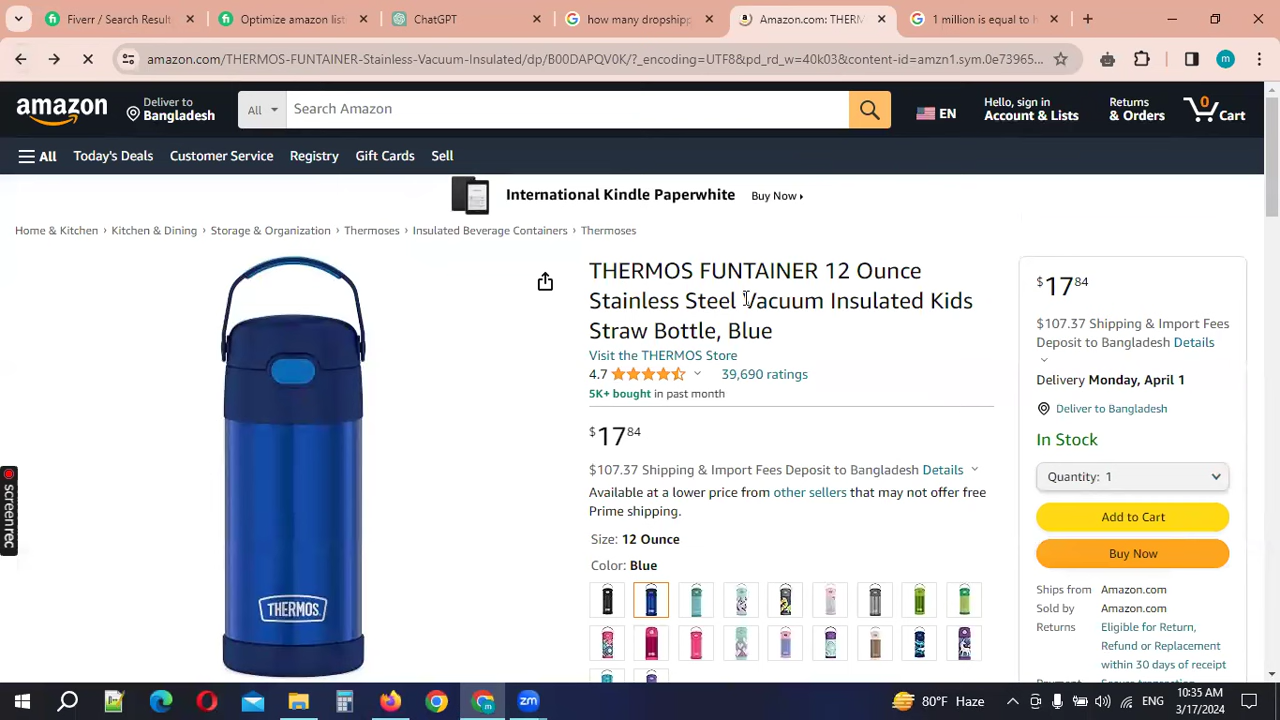 Fiverr / Search Result
Optimize amazon list
ChatGPT
how many dropshipp
Amazon.com: THERM
1 million is equal to h
amazon.com/THERMOS-FUNTAINER-Stainless-Vacuum-Insulated/dp/B00DAPQV0K/?_encoding=UTF8&pd_rd_w=40k03&content-id=amzn1.sym.0e73965...
m
amazon
Deliver to
Bangladesh
All
Search Amazon
EN
Hello, sign in
Account & Lists
Returns
& Orders
0
Cart
All
Today's Deals
Customer Service
Registry
Gift Cards
Sell
International Kindle Paperwhite
Buy Now
Home & Kitchen › Kitchen & Dining › Storage & Organization › Thermoses › Insulated Beverage Containers › Thermoses
THERMOS FUNTAINER 12 Ounce
Stainless Steel Vacuum Insulated Kids
Straw Bottle, Blue
Visit the THERMOS Store
4.7
39,690 ratings
5K+ bought in past month
$17 84
$107.37 Shipping & Import Fees Deposit to Bangladesh Details
Available at a lower price from other sellers that may not offer free
Prime shipping.
Size: 12 Ounce
Color: Blue
THERMOS
$17 84
$107.37 Shipping & Import Fees
Deposit to Bangladesh Details
Delivery Monday, April 1
Deliver to Bangladesh
In Stock
Quantity: 1
Add to Cart
Buy Now
Ships from Amazon.com
Sold by Amazon.com
Returns Eligible for Return,
Refund or Replacement
within 30 days of receipt
screen rec
zm
80°F Haze
ENG
10:35 AM
3/17/2024